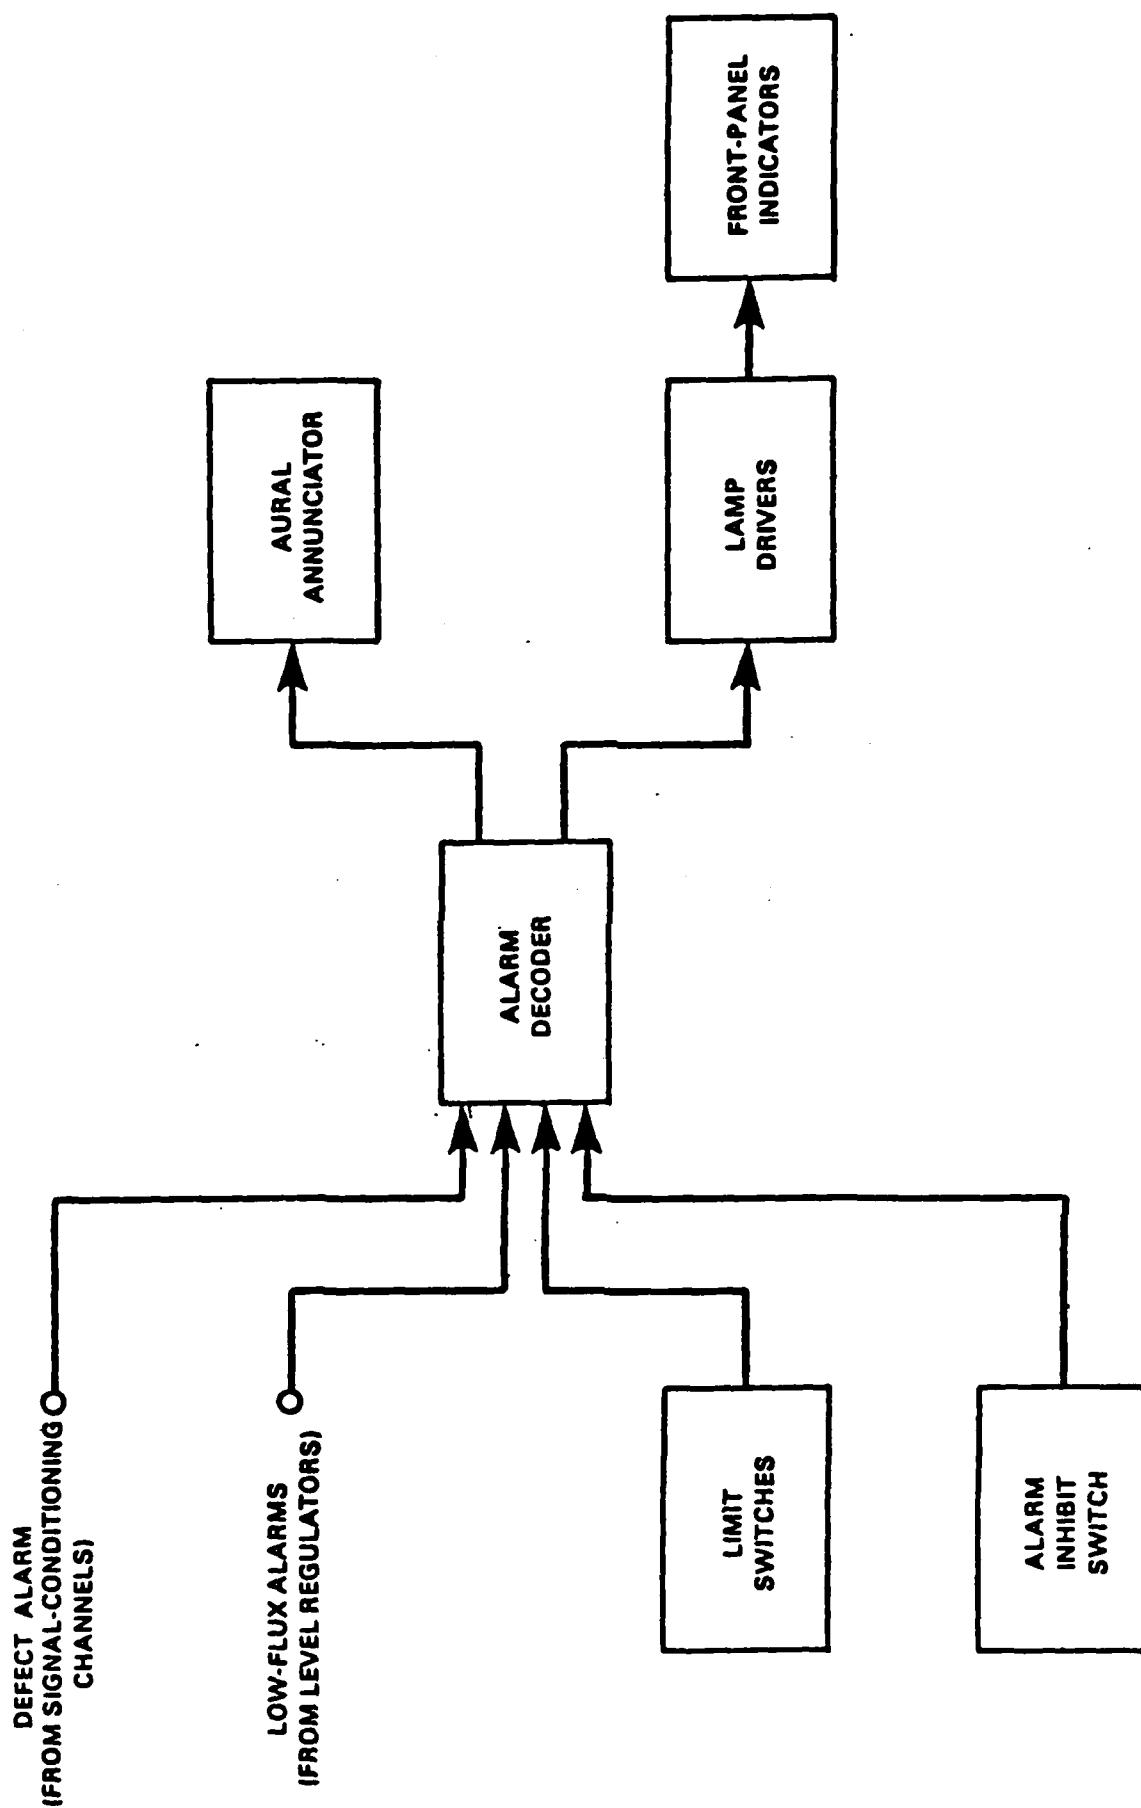 DEFECT ALARM
(FROM SIGNAL-CONDITIONING
CHANNELS)
LOW-FLUX ALARMS
(FROM LEVEL REGULATORS)
LIMIT
SWITCHES
ALARM
INHIBIT
SWITCH
ALARM
DECODER
AURAL
ANNUNCIATOR
LAMP
DRIVERS
FRONT-PANEL
INDICATORS